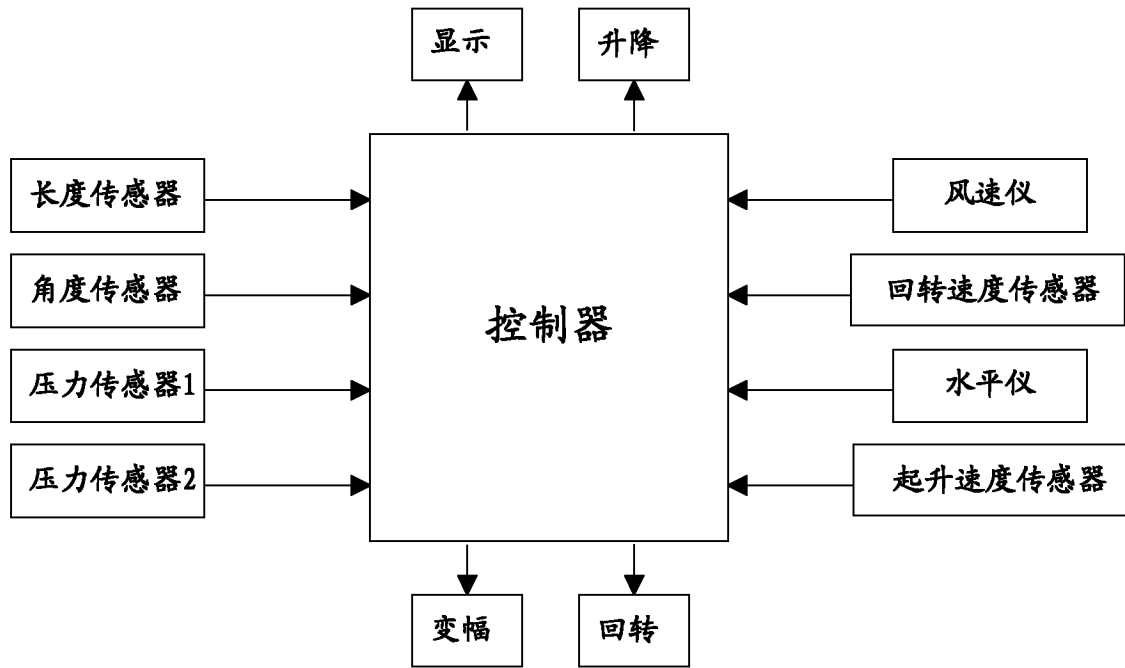 显示
升降
长度传感器
风速仪
角度传感器
回转速度传感器
控制器
压力传感器1
水平仪
压力传感器2
起升速度传感器
变幅
回转